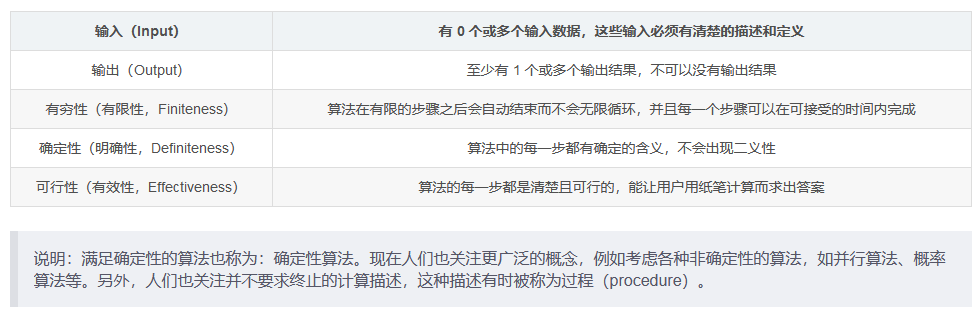 输入（Input） 有 0 个或多个输入数据，这些输入必须有清楚的描述和定义
输出（Output） 至少有 1 个或多个输出结果，不可以没有输出结果
有穷性（有限性，Finiteness） 算法在有限的步骤之后会自动结束而不会无限循环，并且每一个步骤可以在可接受的时间内完成
确定性（明确性，Definiteness） 算法中的每一步都有确定的含义，不会出现二义性
可行性（有效性，Effectiveness） 算法的每一步都是清楚且可行的，能让用户用纸笔计算而求出答案
说明：满足确定性的算法也称为：确定性算法。现在人们也关注更广泛的概念，例如考虑各种非确定性的算法，如并行算法、概率
算法等。另外，人们也关注并不要求终止的计算描述，这种描述有时被称为过程（procedure）。